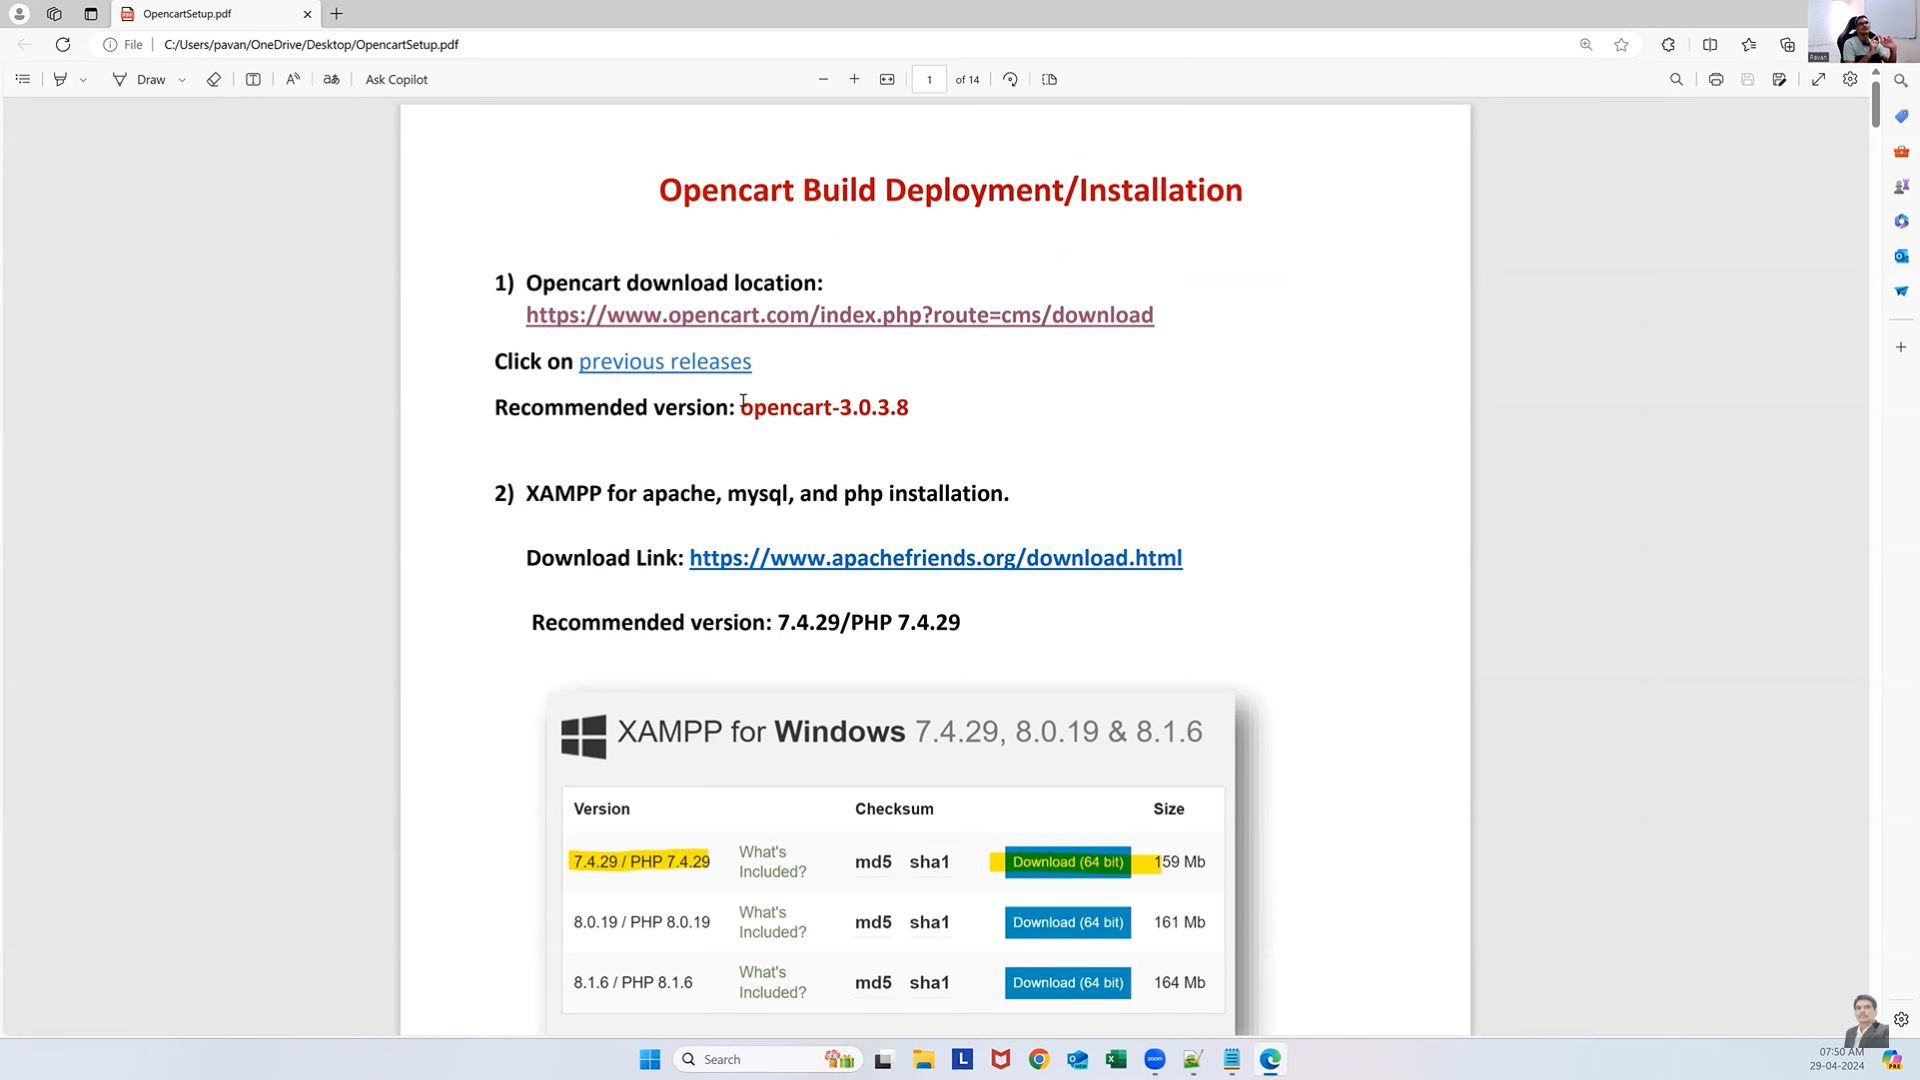 OpencartSetup.pdf
File
C:/Users/pavan/OneDrive/Desktop/OpencartSetup.pdf
Pavan
Draw
Ask Copilot
1
of 14
Opencart Build Deployment/Installation
1) Opencart download location:
https://www.opencart.com/index.php?route=cms/download
Click on previous releases
Recommended version: opencart-3.0.3.8
2) XAMPP for apache, mysql, and php installation.
Download Link: https://www.apachefriends.org/download.html
Recommended version: 7.4.29/PHP 7.4.29
XAMPP for Windows 7.4.29, 8.0.19 & 8.1.6
Version Checksum Size
7.4.29 / PHP 7.4.29 What's Included? md5 sha1 Download (64 bit) 159 Mb
8.0.19 / PHP 8.0.19 What's Included? md5 sha1 Download (64 bit) 161 Mb
8.1.6 / PHP 8.1.6 What's Included? md5 sha1 Download (64 bit) 164 Mb
Search
07:50 AM
29-04-2024